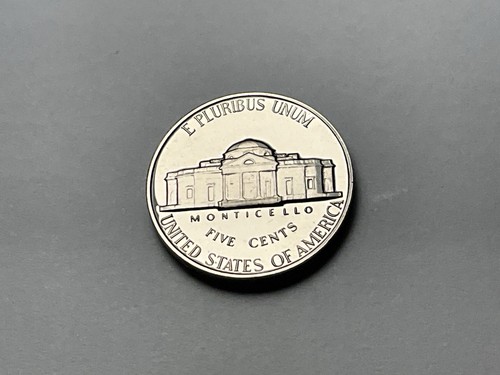 E PLURIBUS UNUM
MONTICELLO
FIVE CENTS
UNITED STATES OF AMERICA